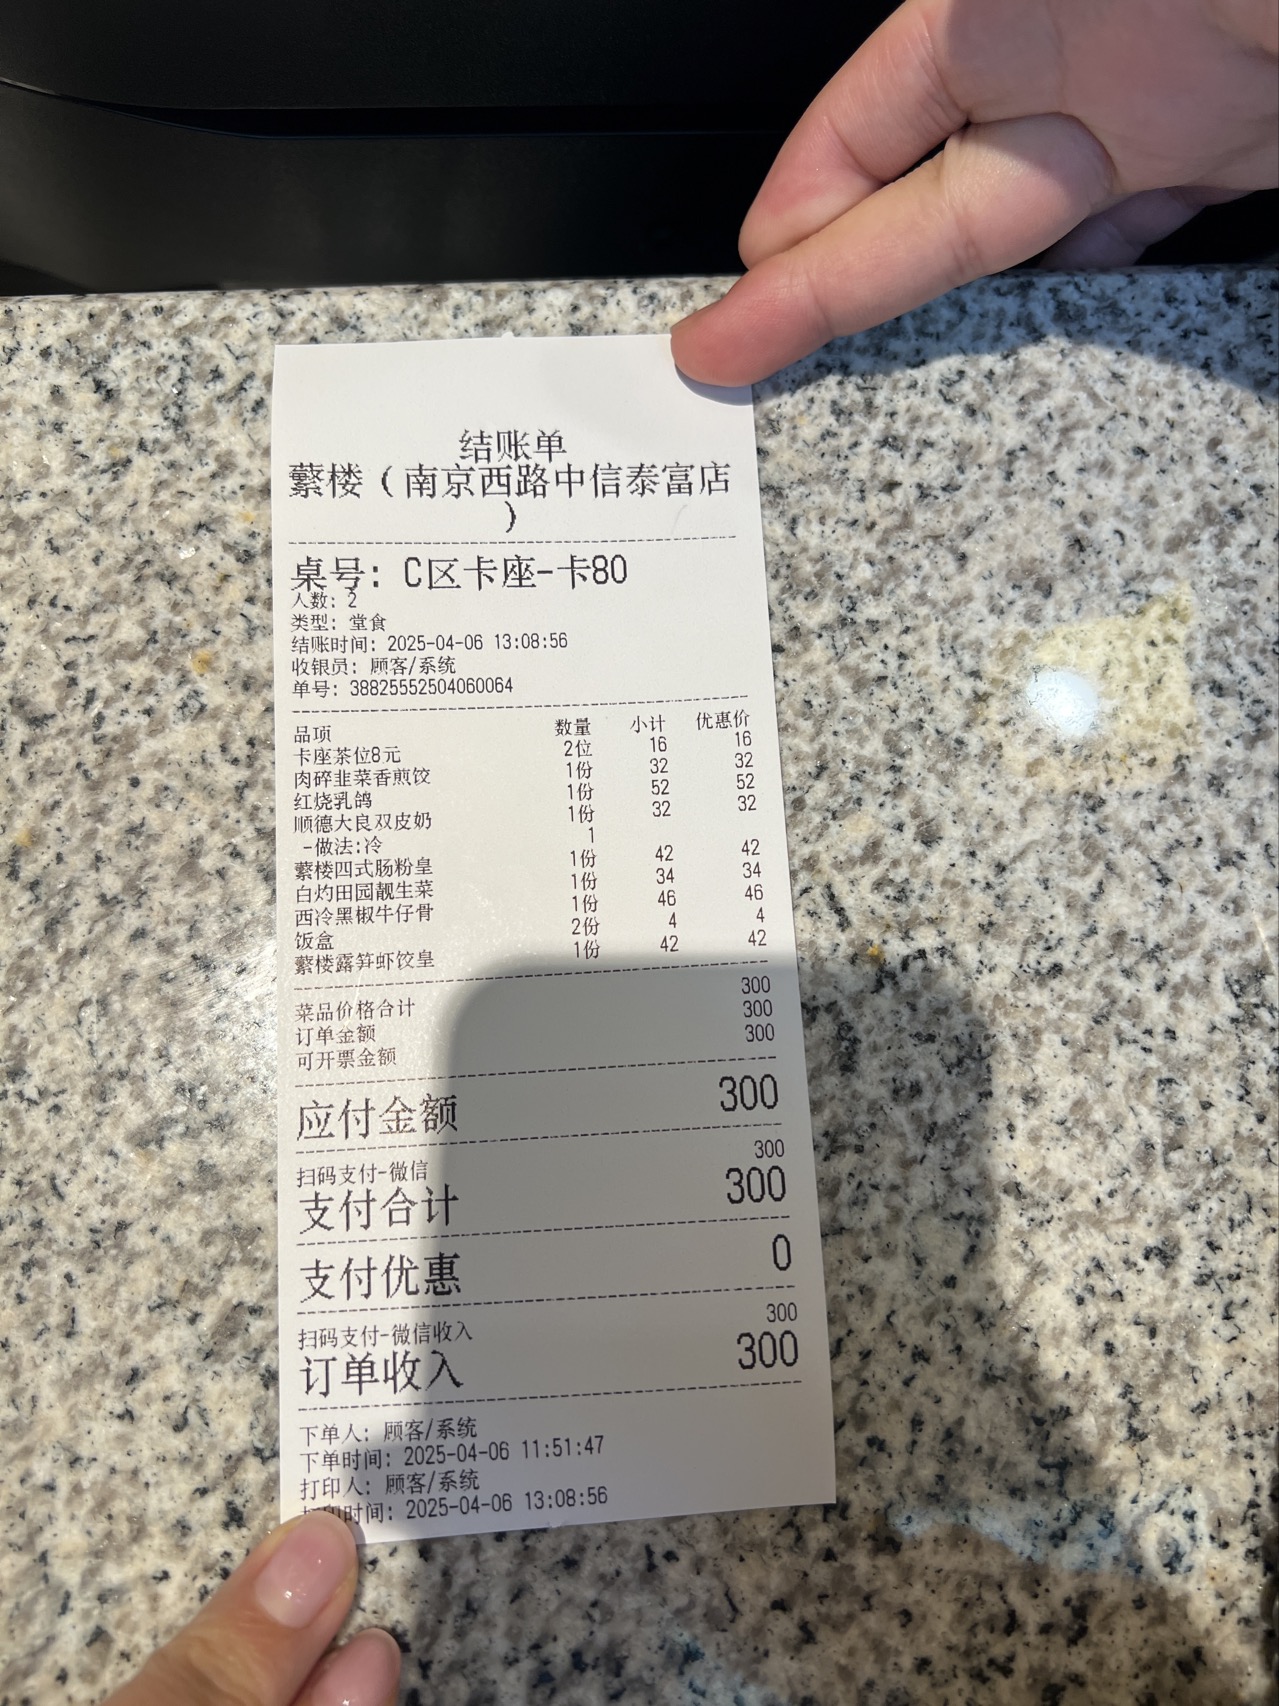 结账单
蘩楼（南京西路中信泰富店
）
桌号: C区卡座-卡80
人数: 2
类型: 堂食
结账时间: 2025-04-06 13:08:56
收银员: 顾客/系统
单号: 38825552504060064
品项 数量 小计 优惠价
卡座茶位8元 2位 16 16
肉碎韭菜香煎饺 1份 32 32
红烧乳鸽 1份 52 52
顺德大良双皮奶 1份 32 32
-做法:冷 1
蘩楼四式肠粉皇 1份 42 42
白灼田园靓生菜 1份 34 34
西冷黑椒牛仔骨 1份 46 46
饭盒 2份 4 4
蘩楼露笋虾饺皇 1份 42 42
菜品价格合计 300
订单金额 300
可开票金额 300
应付金额 300
扫码支付-微信 300
支付合计 300
支付优惠 0
扫码支付-微信收入 300
订单收入 300
下单人: 顾客/系统
下单时间: 2025-04-06 11:51:47
打印人: 顾客/系统
打印时间: 2025-04-06 13:08:56